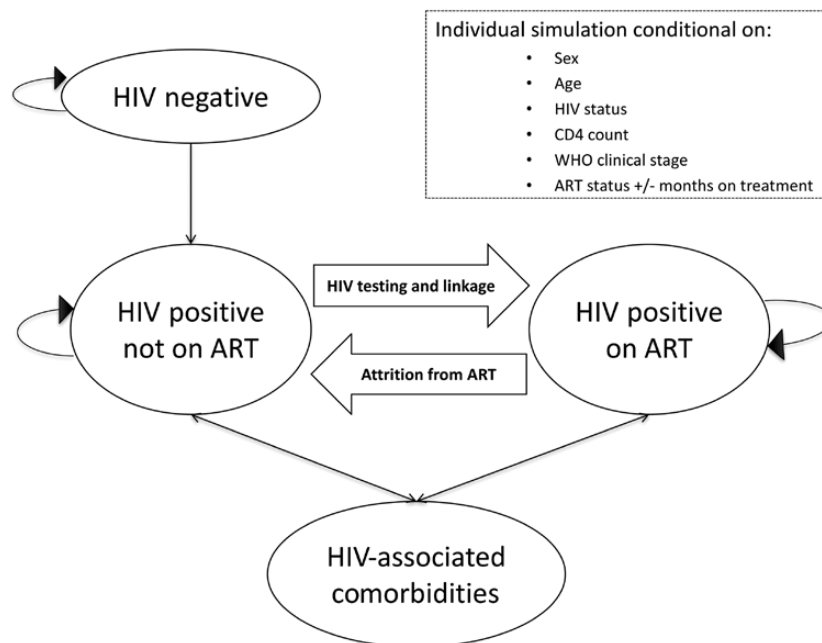 Individual simulation conditional on:
• Sex
• Age
• HIV status
• CD4 count
• WHO clinical stage
• ART status +/- months on treatment
HIV negative
HIV positive
not on ART
HIV testing and linkage
Attrition from ART
HIV positive
on ART
HIV-associated
comorbidities